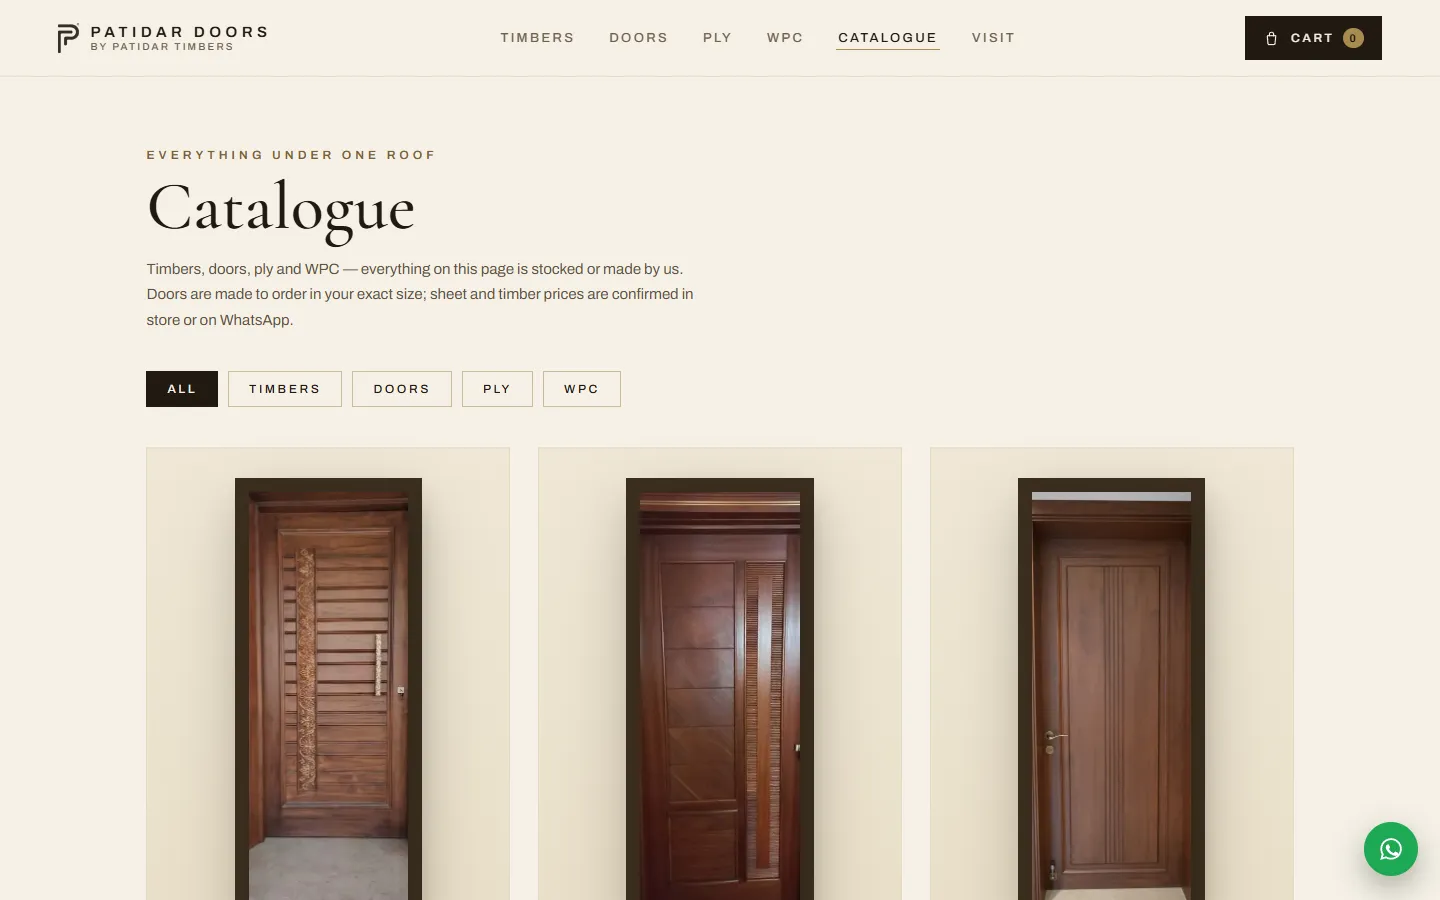 PATIDAR DOORS
BY PATIDAR TIMBERS
TIMBERS
DOORS
PLY
WPC
CATALOGUE
VISIT
CART 0
EVERYTHING UNDER ONE ROOF
Catalogue
Timbers, doors, ply and WPC — everything on this page is stocked or made by us.
Doors are made to order in your exact size; sheet and timber prices are confirmed in
store or on WhatsApp.
ALL
TIMBERS
DOORS
PLY
WPC